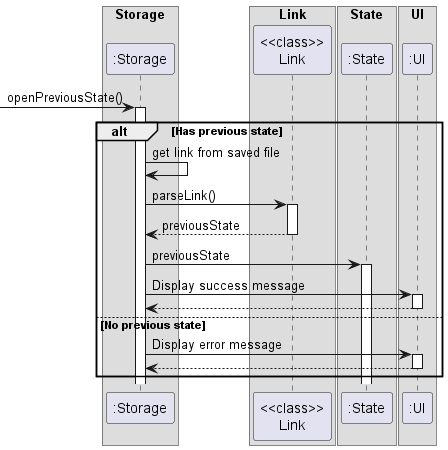 Storage Link State UI
:Storage <<class>> Link :State :UI
openPreviousState()
alt [Has previous state]
get link from saved file
parseLink()
previousState
previousState
Display success message
[No previous state]
Display error message
:Storage <<class>> Link :State :UI